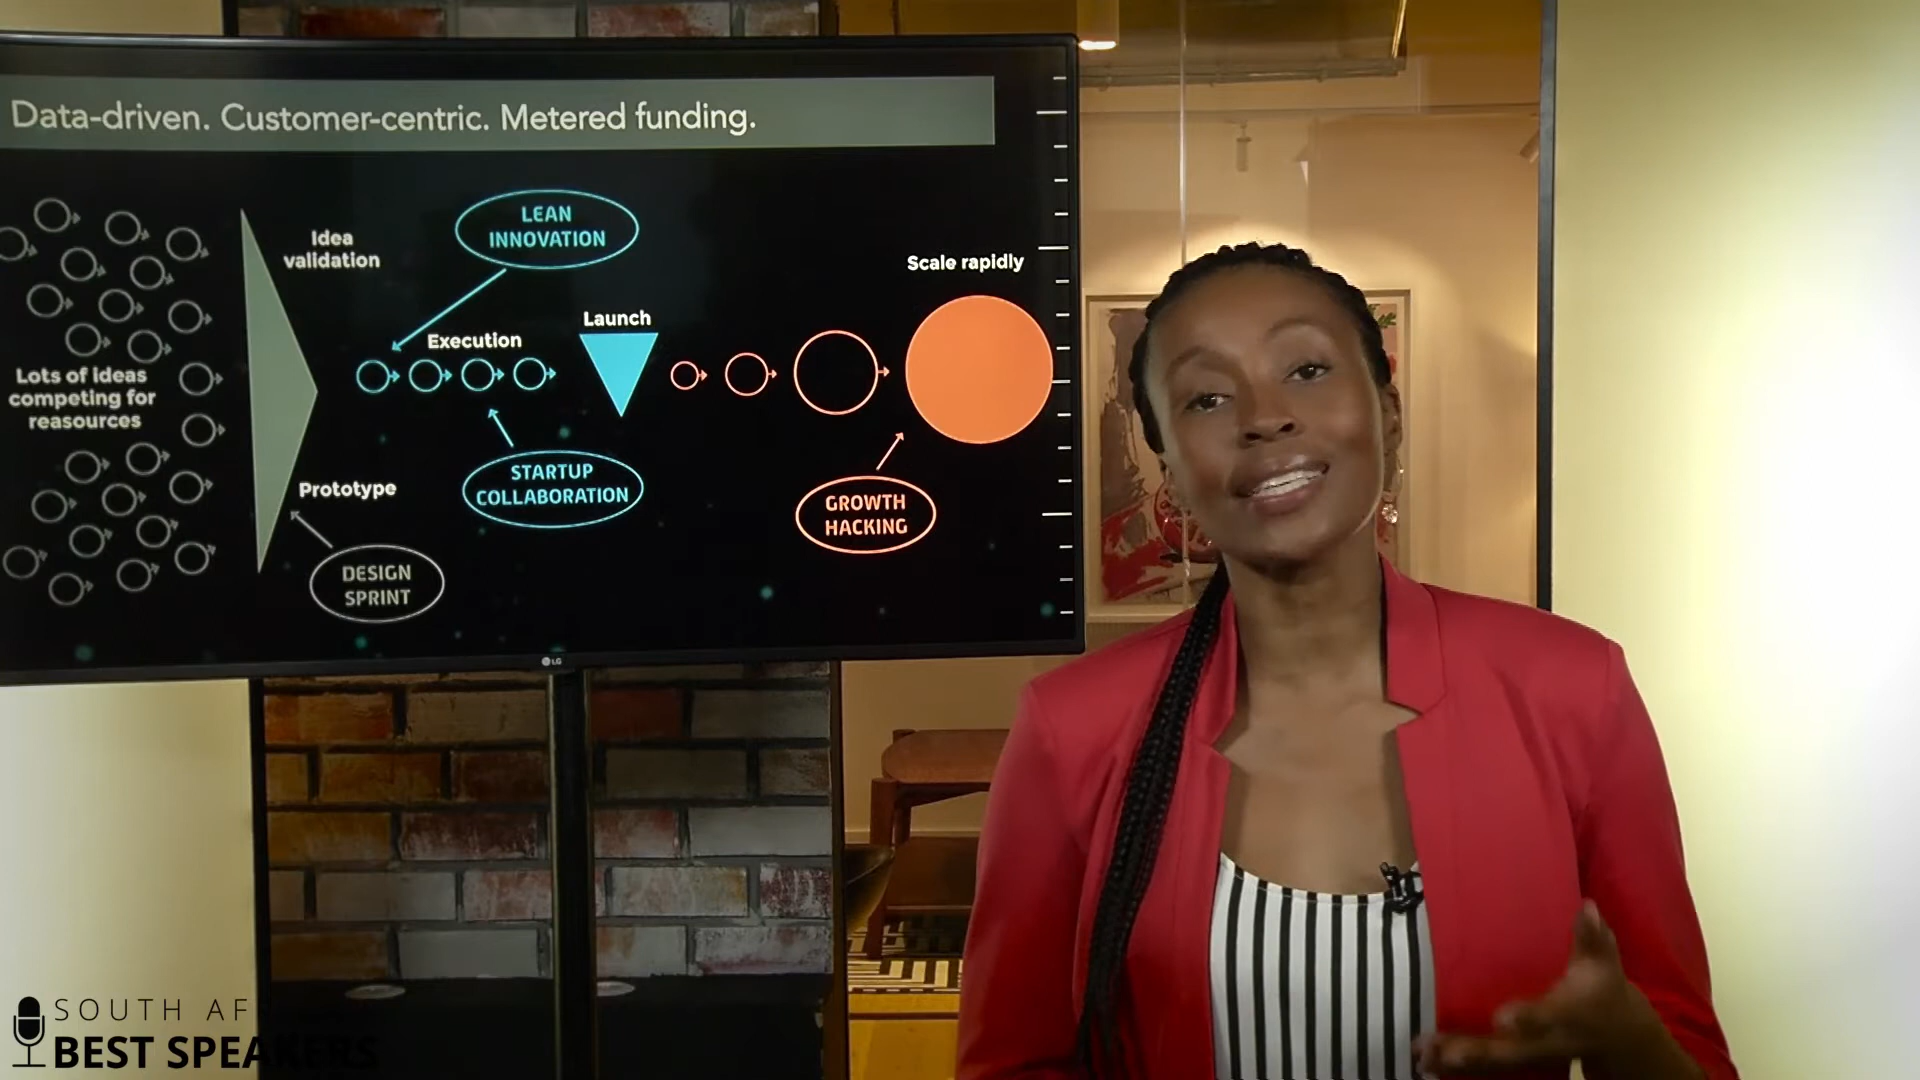 Data-driven. Customer-centric. Metered funding.
Idea
validation
LEAN
INNOVATION
Scale rapidly
Launch
Execution
Lots of ideas
competing for
reasources
STARTUP
COLLABORATION
Prototype
GROWTH
HACKING
DESIGN
SPRINT
LG
SOUTH AF
BEST SPEAKERS